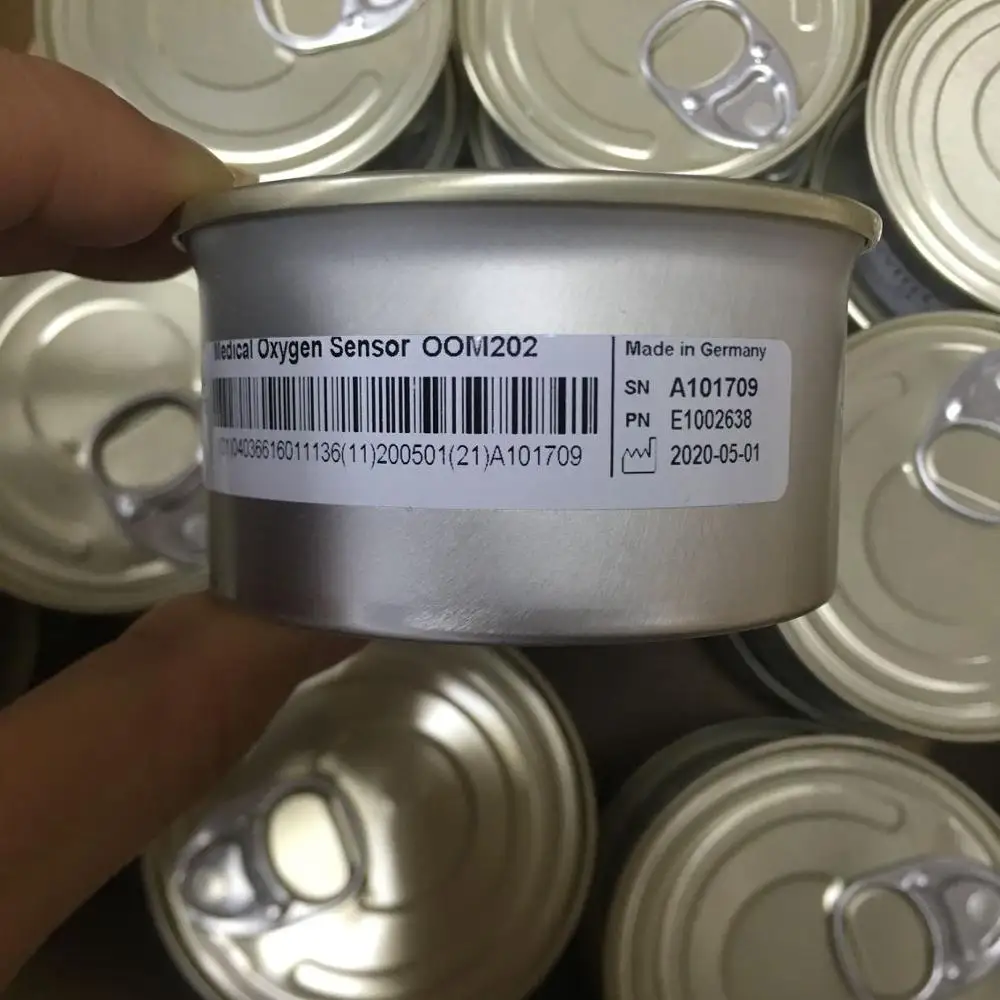 Medical Oxygen Sensor OOM202
01)04036616011136(11)200501(21)A101709
Made in Germany
SN A101709
PN E1002638
2020-05-01